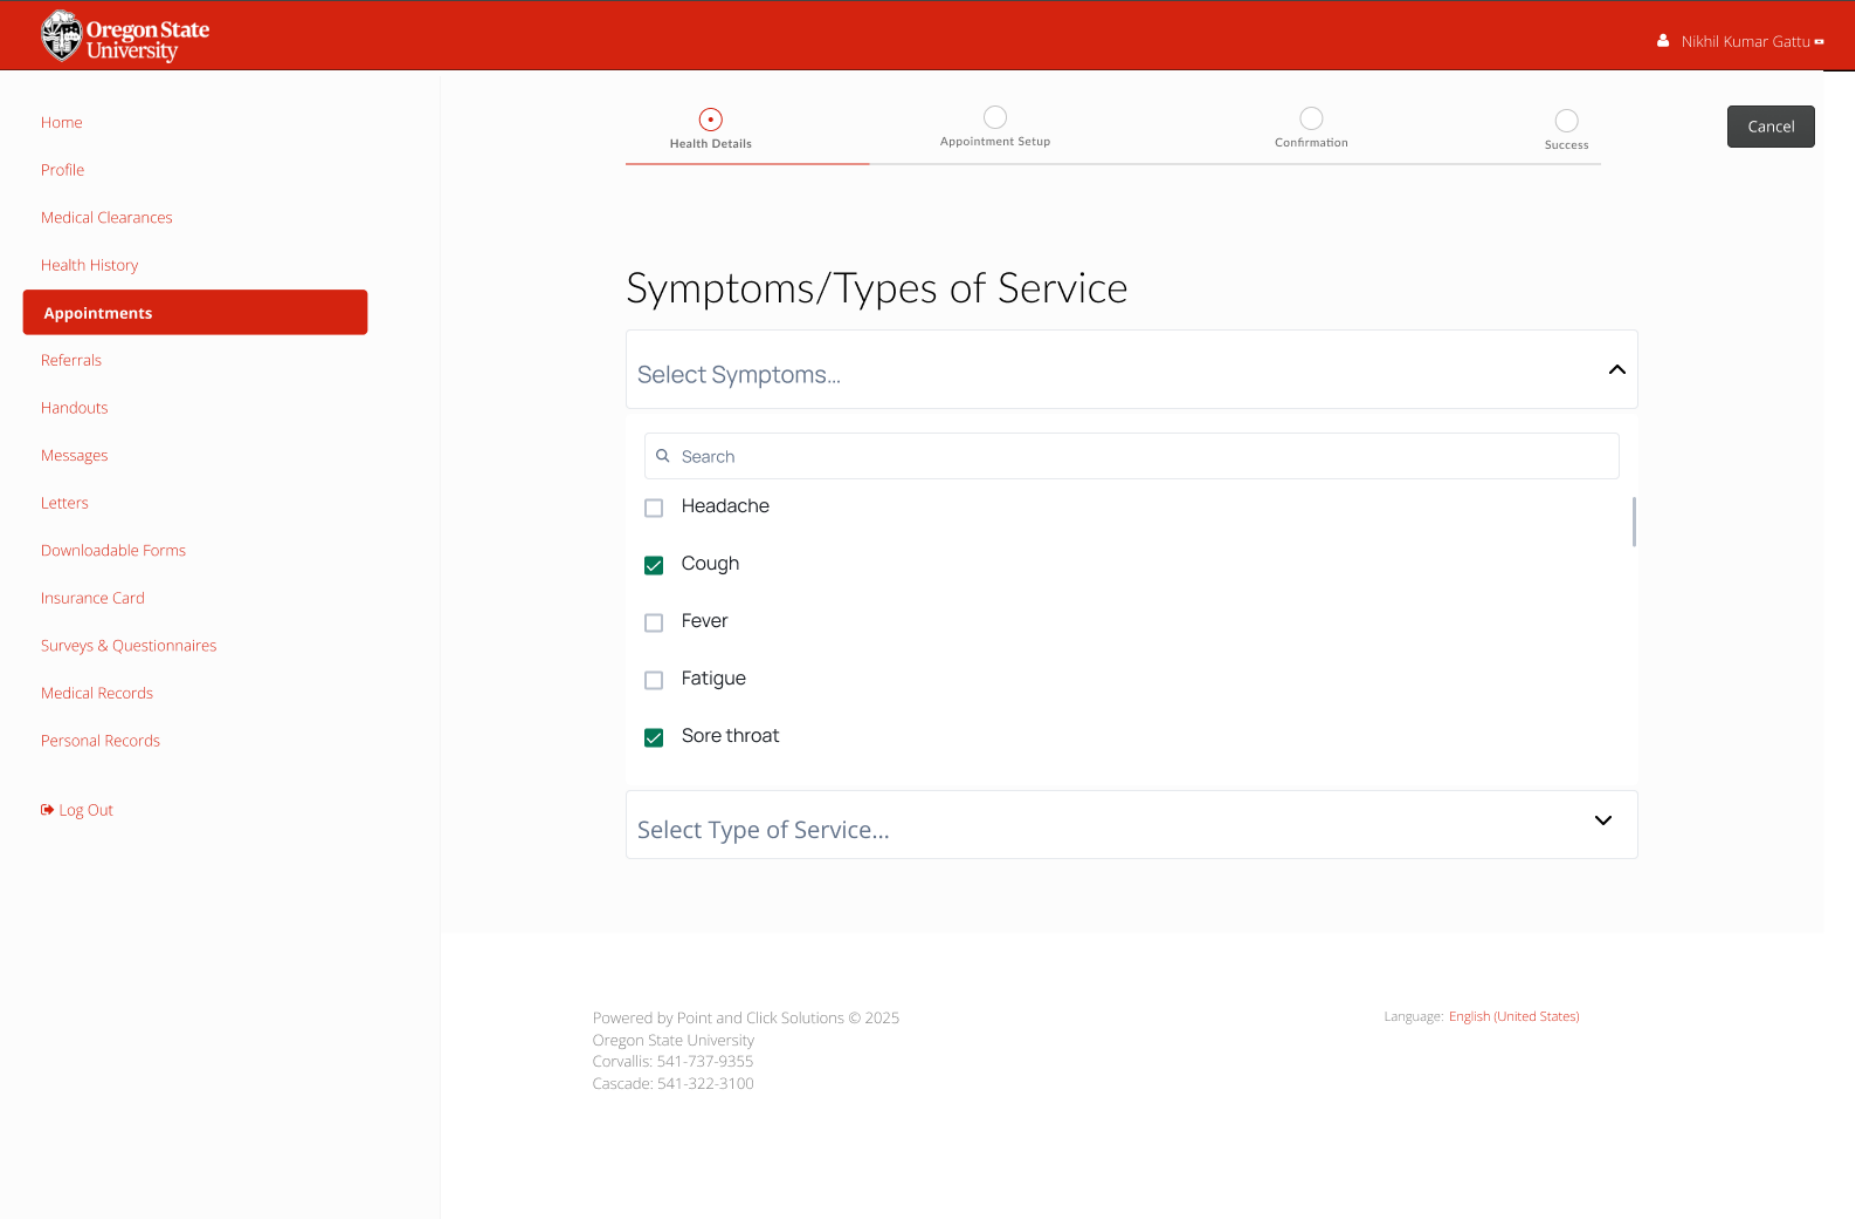 Oregon State
University
Nikhil Kumar Gattu
Home
Profile
Medical Clearances
Health History
Appointments
Referrals
Handouts
Messages
Letters
Downloadable Forms
Insurance Card
Surveys & Questionnaires
Medical Records
Personal Records
Log Out
Health Details
Appointment Setup
Confirmation
Success
Cancel
Symptoms/Types of Service
Select Symptoms...
Search
Headache
Cough
Fever
Fatigue
Sore throat
Select Type of Service...
Powered by Point and Click Solutions © 2025
Oregon State University
Corvallis: 541-737-9355
Cascade: 541-322-3100
Language: English (United States)